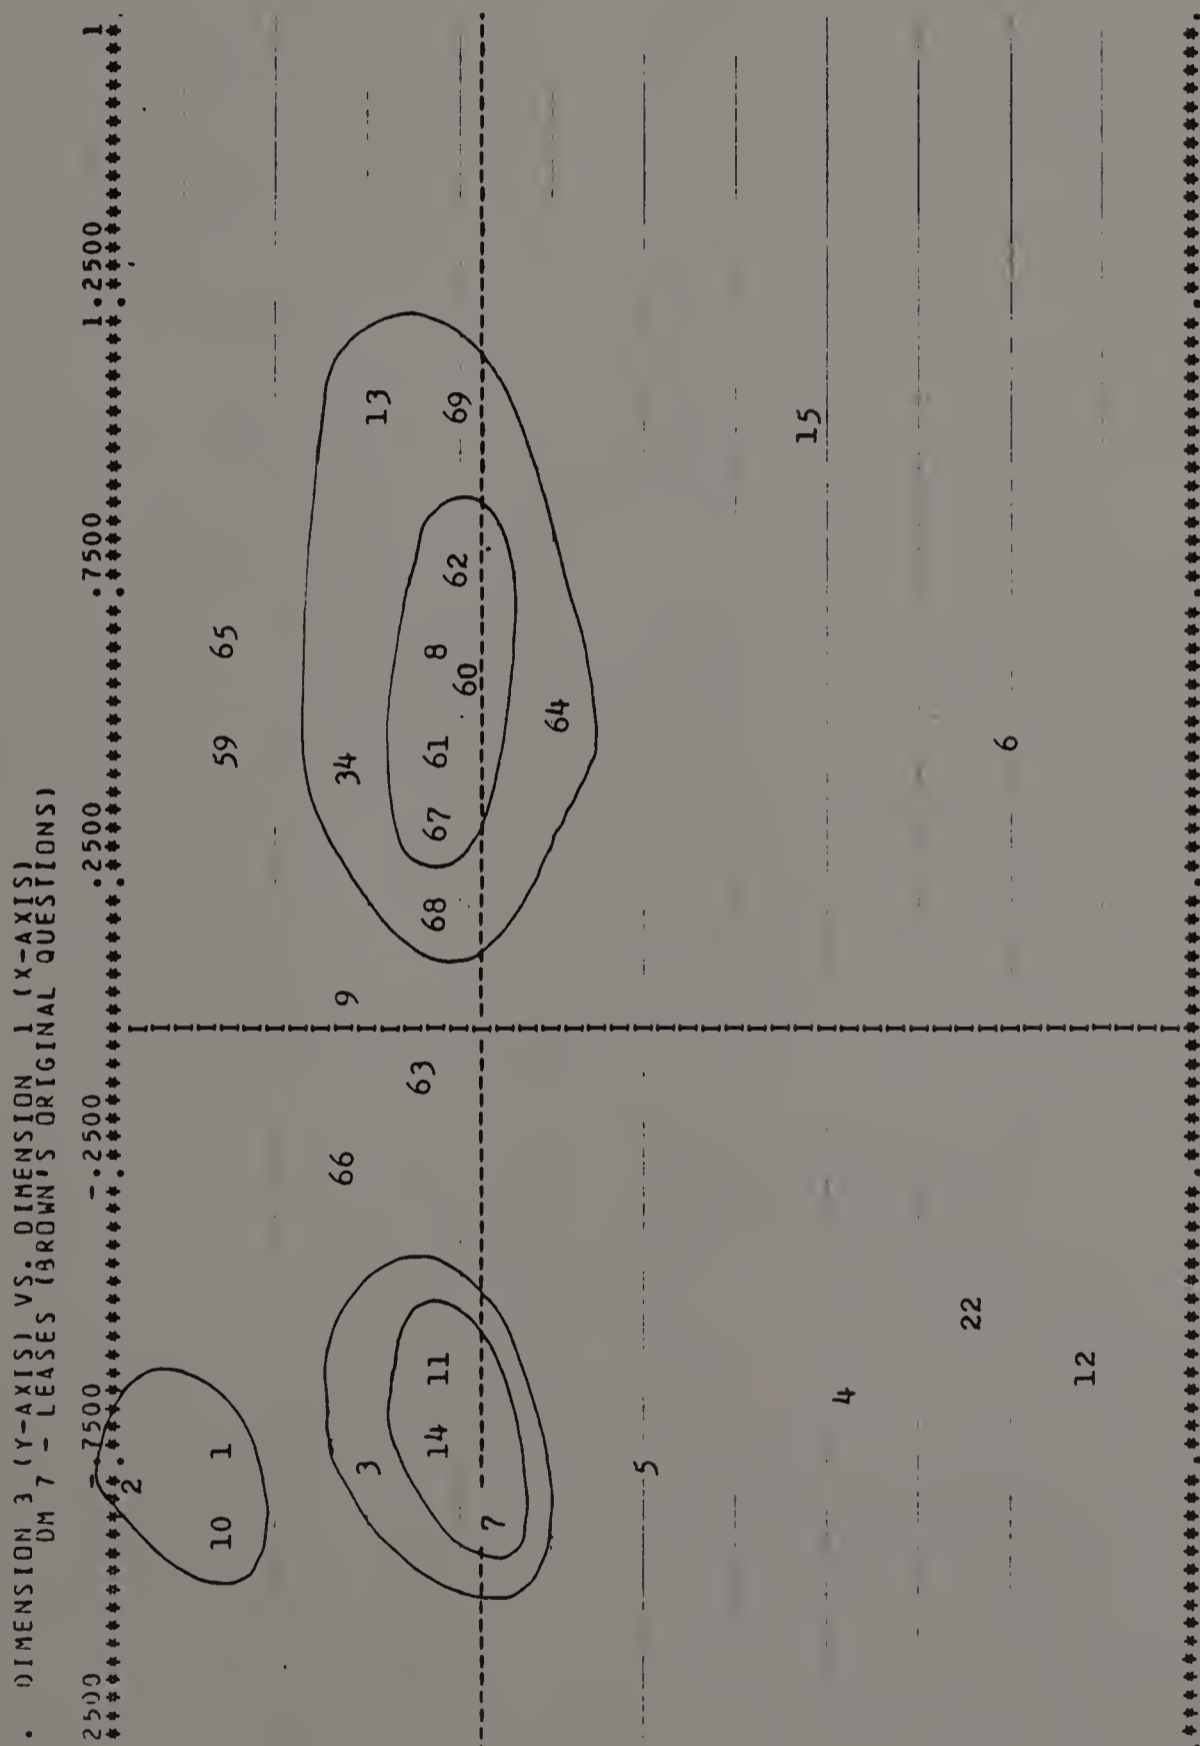 DIMENSION 3 (Y-AXIS) VS. DIMENSION 1 (X-AXIS)
DM 7 - LEASES (BROWN'S ORIGINAL QUESTIONS)
2500 -.7500 -.2500 .2500 .7500 1.2500 1
2
10 1 59 65
66 9 34
3 13
63
14 11 68 67 61 8
62 69
60
7
64
5
15
4
22
6
12